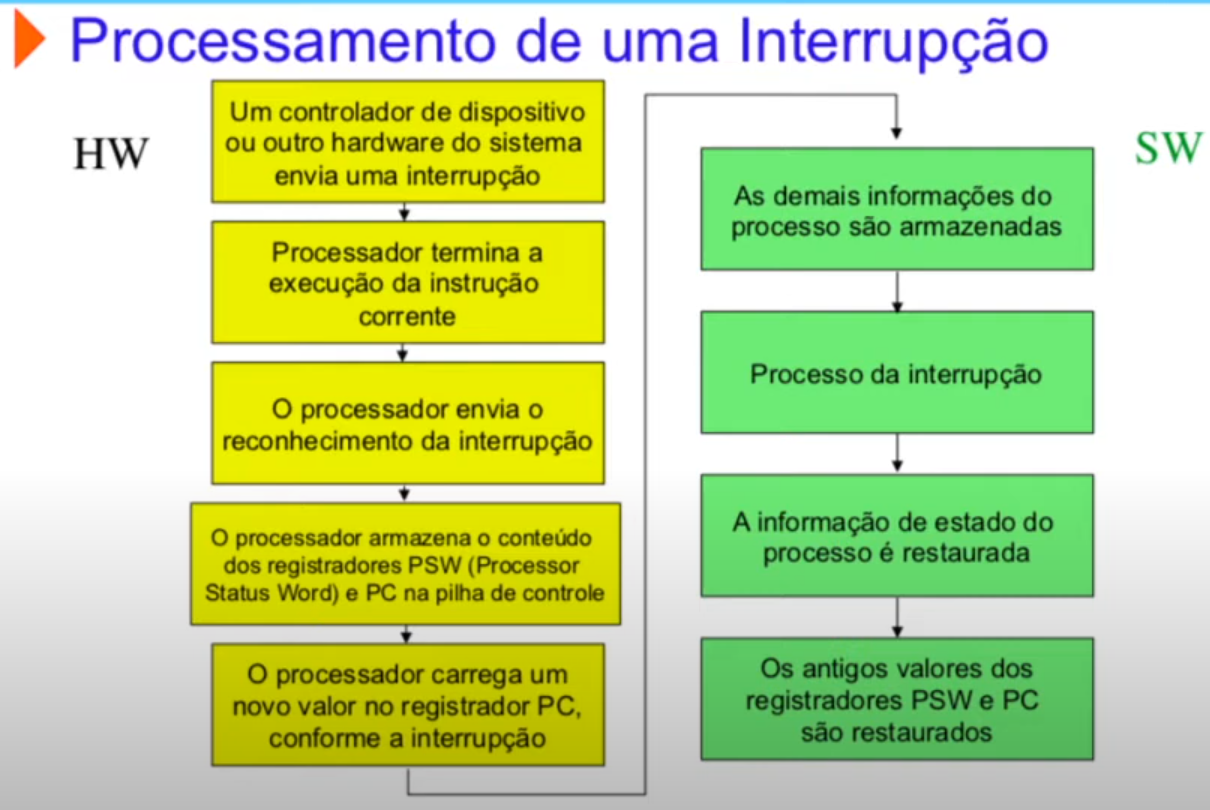 Processamento de uma Interrupção
HW
Um controlador de dispositivo
ou outro hardware do sistema
envia uma interrupção
Processador termina a
execução da instrução
corrente
O processador envia o
reconhecimento da interrupção
O processador armazena o conteúdo
dos registradores PSW (Processor
Status Word) e PC na pilha de controle
O processador carrega um
novo valor no registrador PC,
conforme a interrupção
SW
As demais informações do
processo são armazenadas
Processo da interrupção
A informação de estado do
processo é restaurada
Os antigos valores dos
registradores PSW e PC
são restaurados